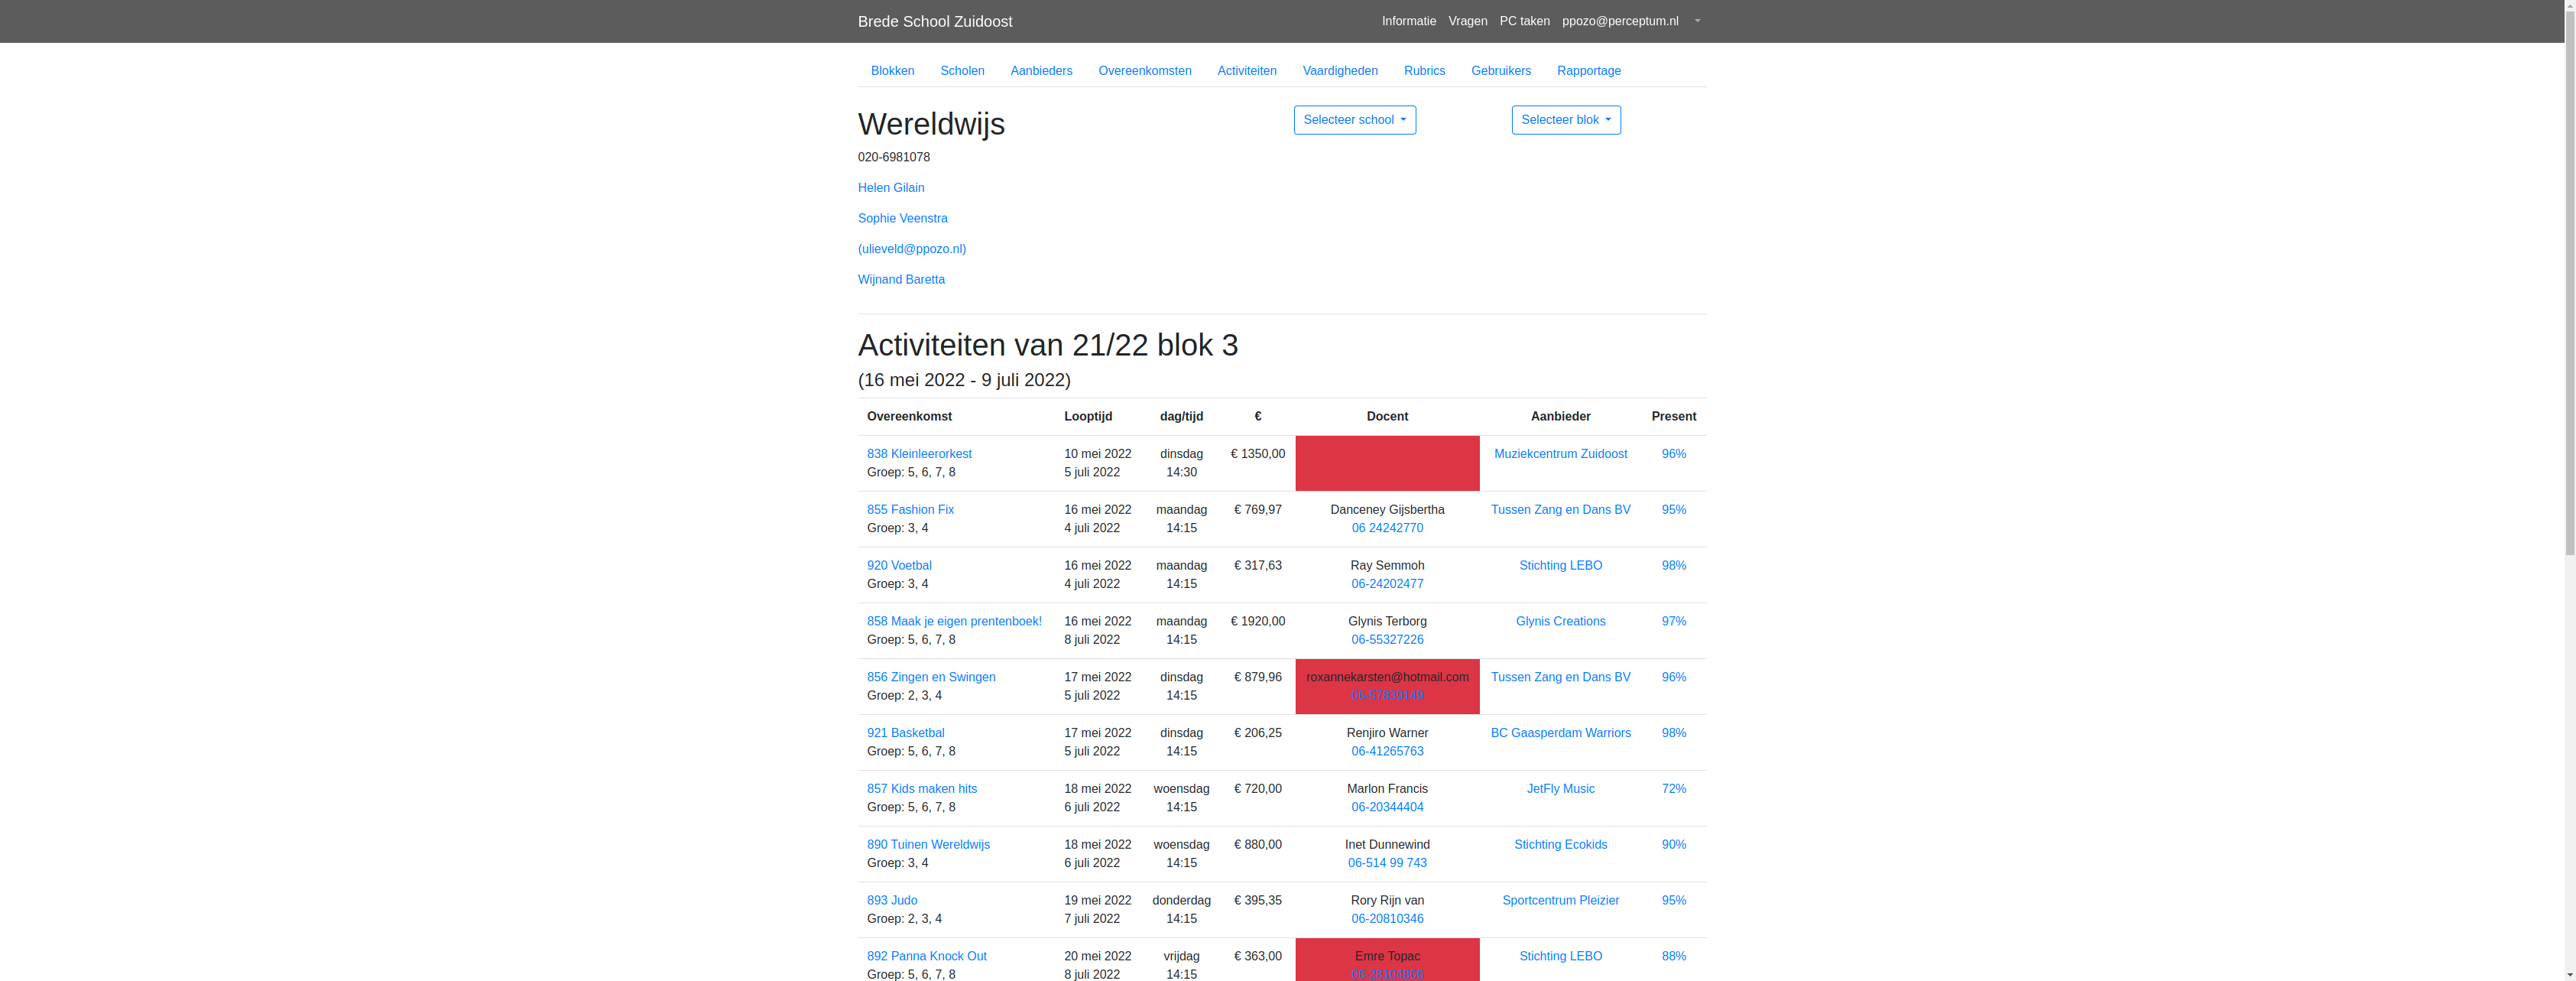 Brede School Zuidoost
Informatie Vragen PC taken ppozo@perceptum.nl
Blokken Scholen Aanbieders Overeenkomsten Activiteiten Vaardigheden Rubrics Gebruikers Rapportage
Wereldwijs
Selecteer school Selecteer blok
020-6981078
Helen Gilain
Sophie Veenstra
(ulieveld@ppozo.nl)
Wijnand Baretta
Activiteiten van 21/22 blok 3
(16 mei 2022 - 9 juli 2022)
Overeenkomst Looptijd dag/tijd € Docent Aanbieder Present
838 Kleinleerorkest 10 mei 2022 dinsdag € 1350,00 Muziekcentrum Zuidoost 96%
Groep: 5, 6, 7, 8 5 juli 2022 14:30
855 Fashion Fix 16 mei 2022 maandag € 769,97 Danceney Gijsbertha Tussen Zang en Dans BV 95%
Groep: 3, 4 4 juli 2022 14:15 06 24242770
920 Voetbal 16 mei 2022 maandag € 317,63 Ray Semmoh Stichting LEBO 98%
Groep: 3, 4 4 juli 2022 14:15 06-24202477
858 Maak je eigen prentenboek! 16 mei 2022 maandag € 1920,00 Glynis Terborg Glynis Creations 97%
Groep: 5, 6, 7, 8 8 juli 2022 14:15 06-55327226
856 Zingen en Swingen 17 mei 2022 dinsdag € 879,96 roxannekarsten@hotmail.com Tussen Zang en Dans BV 96%
Groep: 2, 3, 4 5 juli 2022 14:15 06-57839149
921 Basketbal 17 mei 2022 dinsdag € 206,25 Renjiro Warner BC Gaasperdam Warriors 98%
Groep: 5, 6, 7, 8 5 juli 2022 14:15 06-41265763
857 Kids maken hits 18 mei 2022 woensdag € 720,00 Marlon Francis JetFly Music 72%
Groep: 5, 6, 7, 8 6 juli 2022 14:15 06-20344404
890 Tuinen Wereldwijs 18 mei 2022 woensdag € 880,00 Inet Dunnewind Stichting Ecokids 90%
Groep: 3, 4 6 juli 2022 14:15 06-514 99 743
893 Judo 19 mei 2022 donderdag € 395,35 Rory Rijn van Sportcentrum Pleizier 95%
Groep: 2, 3, 4 7 juli 2022 14:15 06-20810346
892 Panna Knock Out 20 mei 2022 vrijdag € 363,00 Emre Topac Stichting LEBO 88%
Groep: 5, 6, 7, 8 8 juli 2022 14:15